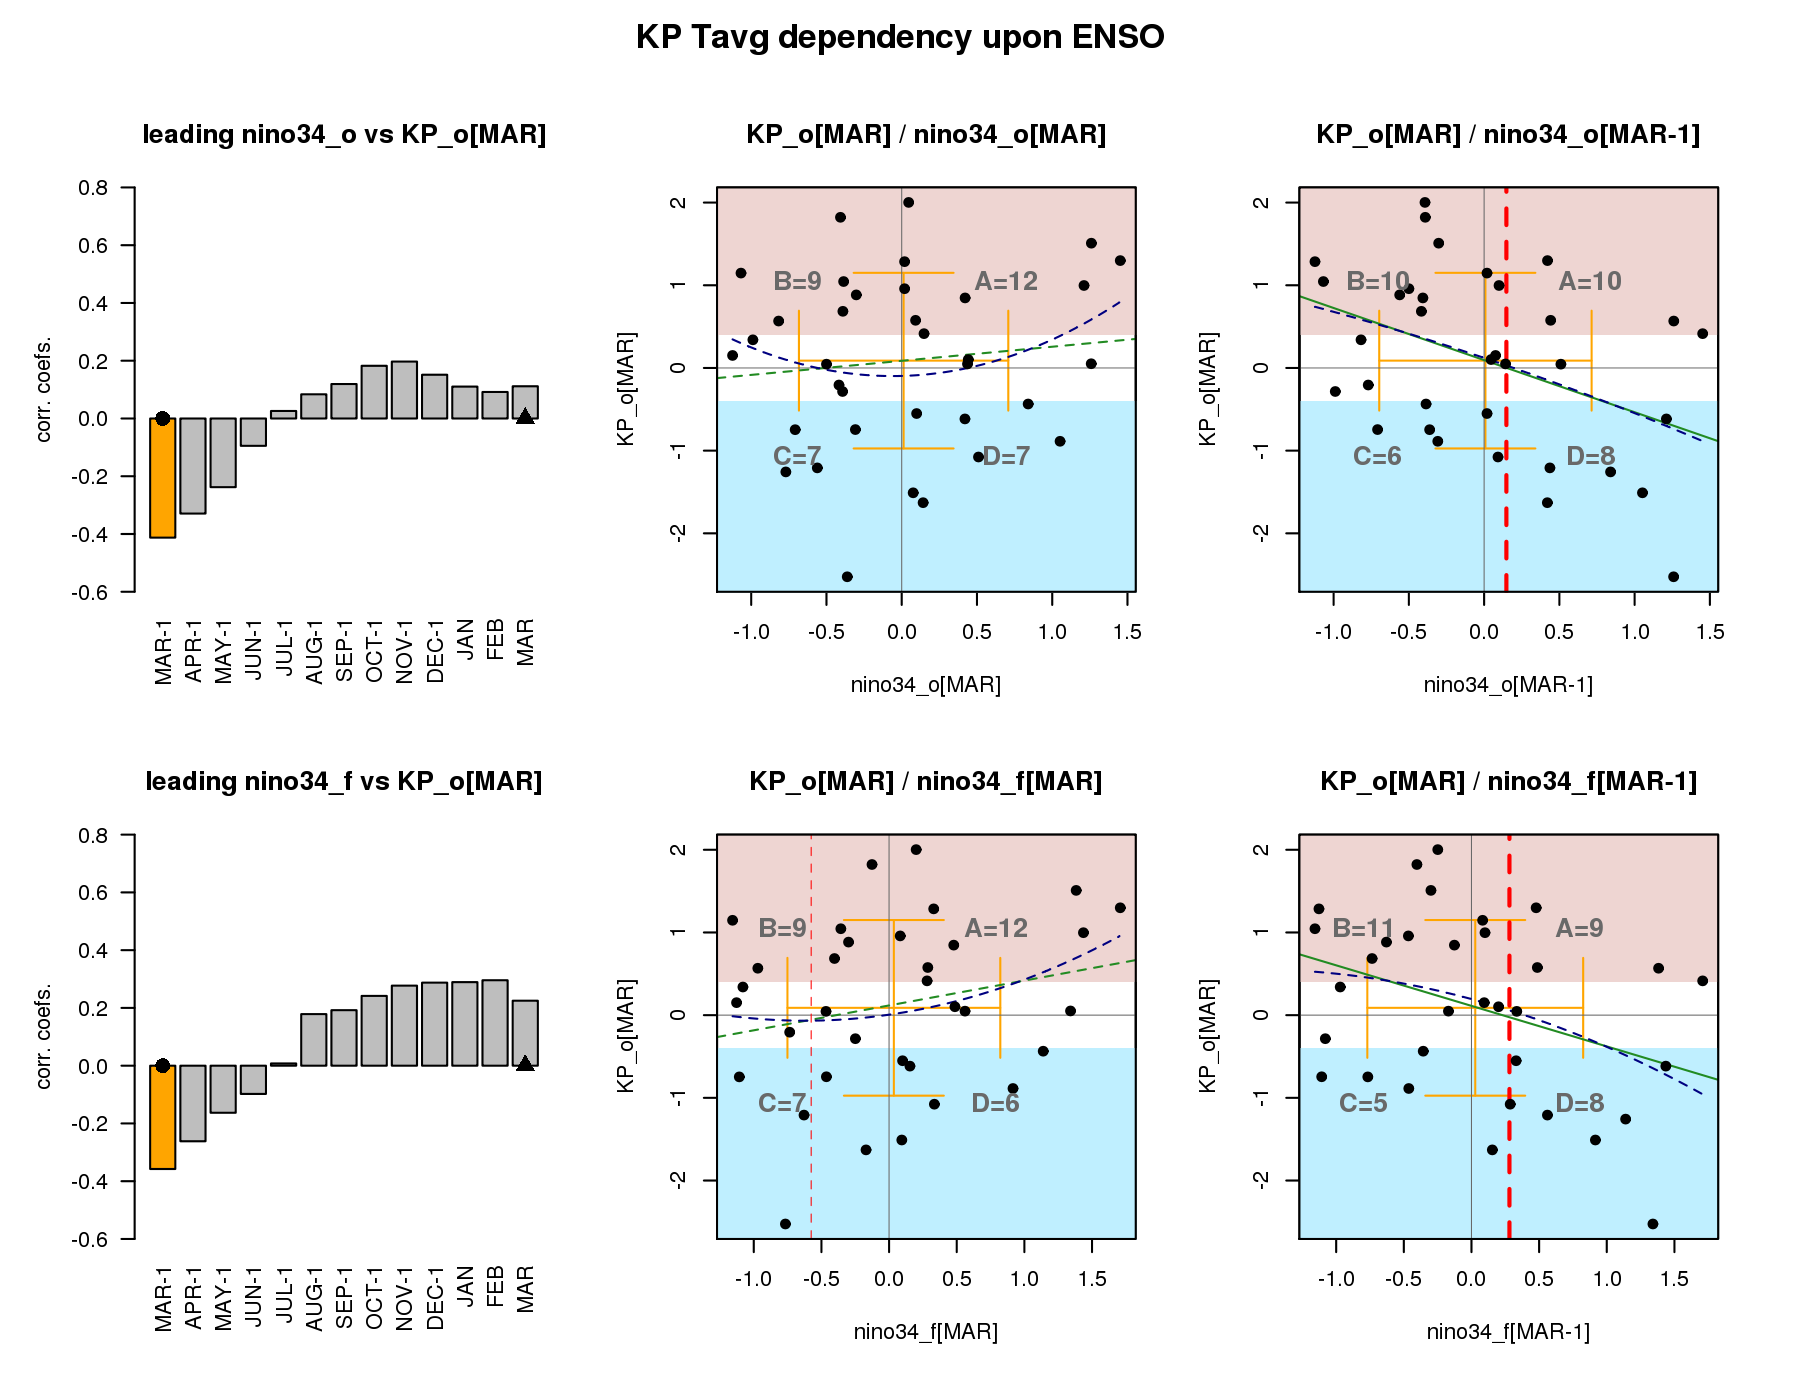 KP Tavg dependency upon ENSO
leading nino34_o vs KP_o[MAR]
corr. coefs.
0.8
0.6
0.4
0.2
0.0
-0.2
-0.4
-0.6
MAR-1
APR-1
MAY-1
JUN-1
JUL-1
AUG-1
SEP-1
OCT-1
NOV-1
DEC-1
JAN
FEB
MAR
KP_o[MAR] / nino34_o[MAR]
KP_o[MAR]
2
1
0
-1
-2
B=9
A=12
C=7
D=7
-1.0
-0.5
0.0
0.5
1.0
1.5
nino34_o[MAR]
KP_o[MAR] / nino34_o[MAR-1]
KP_o[MAR]
2
1
0
-1
-2
B=10
A=10
C=6
D=8
-1.0
-0.5
0.0
0.5
1.0
1.5
nino34_o[MAR-1]
leading nino34_f vs KP_o[MAR]
corr. coefs.
0.8
0.6
0.4
0.2
0.0
-0.2
-0.4
-0.6
MAR-1
APR-1
MAY-1
JUN-1
JUL-1
AUG-1
SEP-1
OCT-1
NOV-1
DEC-1
JAN
FEB
MAR
KP_o[MAR] / nino34_f[MAR]
KP_o[MAR]
2
1
0
-1
-2
B=9
A=12
C=7
D=6
-1.0
-0.5
0.0
0.5
1.0
1.5
nino34_f[MAR]
KP_o[MAR] / nino34_f[MAR-1]
KP_o[MAR]
2
1
0
-1
-2
B=11
A=9
C=5
D=8
-1.0
-0.5
0.0
0.5
1.0
1.5
nino34_f[MAR-1]